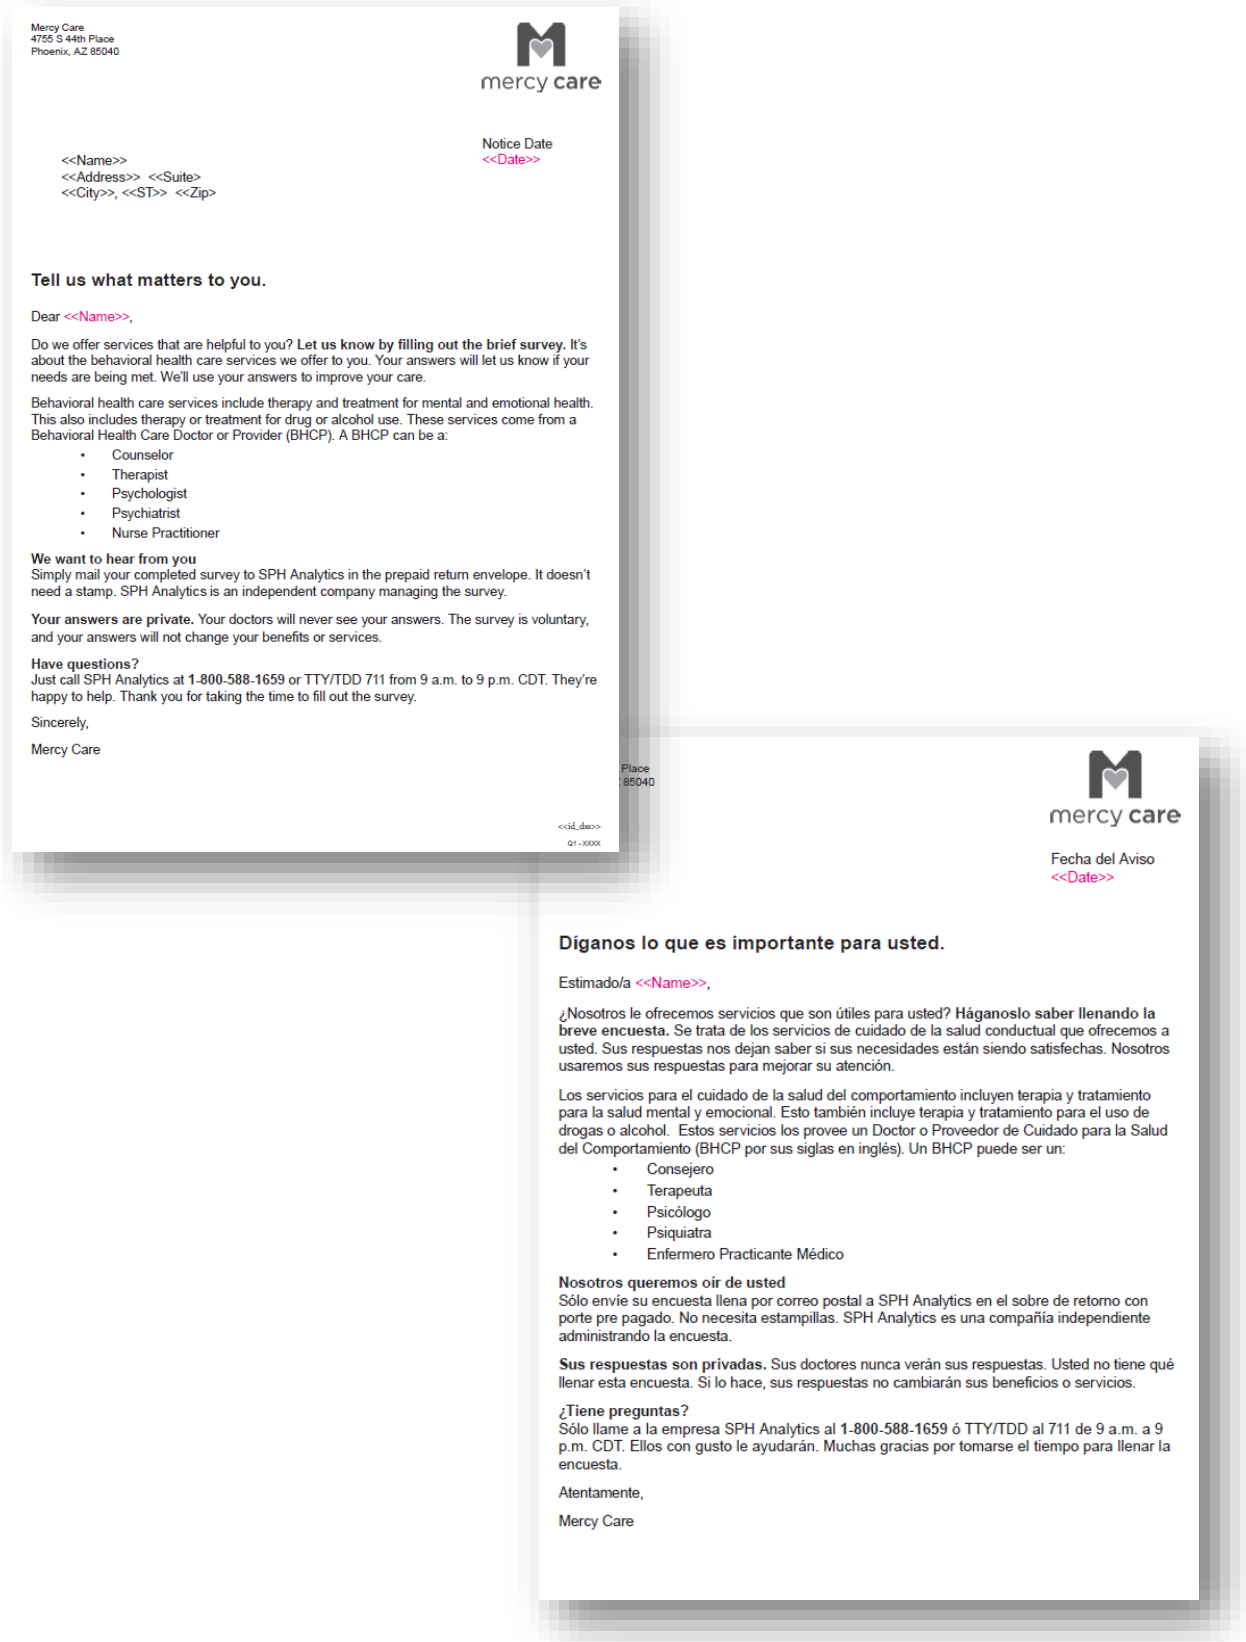 Mercy Care
4755 S 44th Place
Phoenix, AZ 85040
mercy care
Notice Date
<<Date>>
<<Name>>
<<Address>> <<Suite>
<<City>>, <<ST>> <<Zip>
Tell us what matters to you.
Dear <<Name>>,
Do we offer services that are helpful to you? Let us know by filling out the brief survey. It's
about the behavioral health care services we offer to you. Your answers will let us know if your
needs are being met. We'll use your answers to improve your care.
Behavioral health care services include therapy and treatment for mental and emotional health.
This also includes therapy or treatment for drug or alcohol use. These services come from a
Behavioral Health Care Doctor or Provider (BHCP). A BHCP can be a:
• Counselor
• Therapist
• Psychologist
• Psychiatrist
• Nurse Practitioner
We want to hear from you
Simply mail your completed survey to SPH Analytics in the prepaid return envelope. It doesn't
need a stamp. SPH Analytics is an independent company managing the survey.
Your answers are private. Your doctors will never see your answers. The survey is voluntary,
and your answers will not change your benefits or services.
Have questions?
Just call SPH Analytics at 1-800-588-1659 or TTY/TDD 711 from 9 a.m. to 9 p.m. CDT. They're
happy to help. Thank you for taking the time to fill out the survey.
Sincerely,
Mercy Care
<<id_dss>>
Q1 - XXXX
Place
85040
mercy care
Fecha del Aviso
<<Date>>
Díganos lo que es importante para usted.
Estimado/a <<Name>>,
¿Nosotros le ofrecemos servicios que son útiles para usted? Háganoslo saber llenando la
breve encuesta. Se trata de los servicios de cuidado de la salud conductual que ofrecemos a
usted. Sus respuestas nos dejan saber si sus necesidades están siendo satisfechas. Nosotros
usaremos sus respuestas para mejorar su atención.
Los servicios para el cuidado de la salud del comportamiento incluyen terapia y tratamiento
para la salud mental y emocional. Esto también incluye terapia y tratamiento para el uso de
drogas o alcohol. Estos servicios los provee un Doctor o Proveedor de Cuidado para la Salud
del Comportamiento (BHCP por sus siglas en inglés). Un BHCP puede ser un:
• Consejero
• Terapeuta
• Psicólogo
• Psiquiatra
• Enfermero Practicante Médico
Nosotros queremos oír de usted
Sólo envíe su encuesta llena por correo postal a SPH Analytics en el sobre de retorno con
porte pre pagado. No necesita estampillas. SPH Analytics es una compañía independiente
administrando la encuesta.
Sus respuestas son privadas. Sus doctores nunca verán sus respuestas. Usted no tiene qué
llenar esta encuesta. Si lo hace, sus respuestas no cambiarán sus beneficios o servicios.
¿Tiene preguntas?
Sólo llame a la empresa SPH Analytics al 1-800-588-1659 ó TTY/TDD al 711 de 9 a.m. a 9
p.m. CDT. Ellos con gusto le ayudarán. Muchas gracias por tomarse el tiempo para llenar la
encuesta.
Atentamente,
Mercy Care